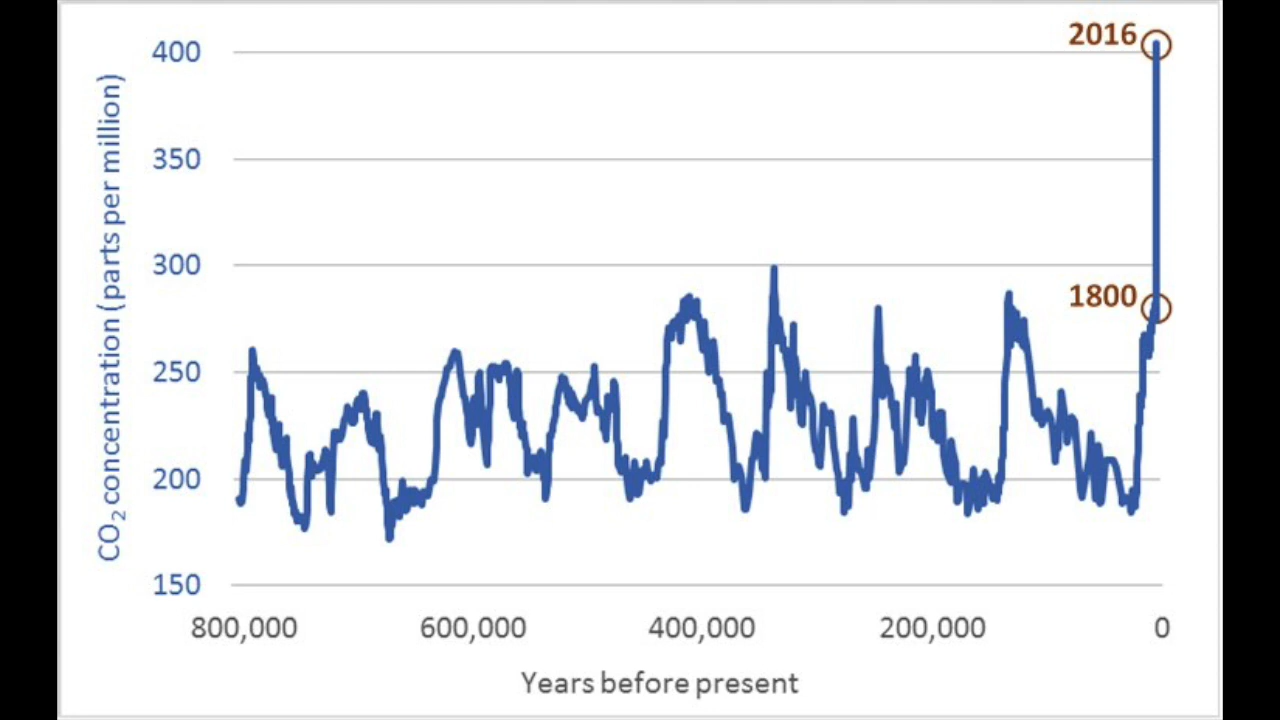 2016
400
350
300
1800
250
200
150
CO₂ concentration (parts per million)
800,000 600,000 400,000 200,000 0
Years before present